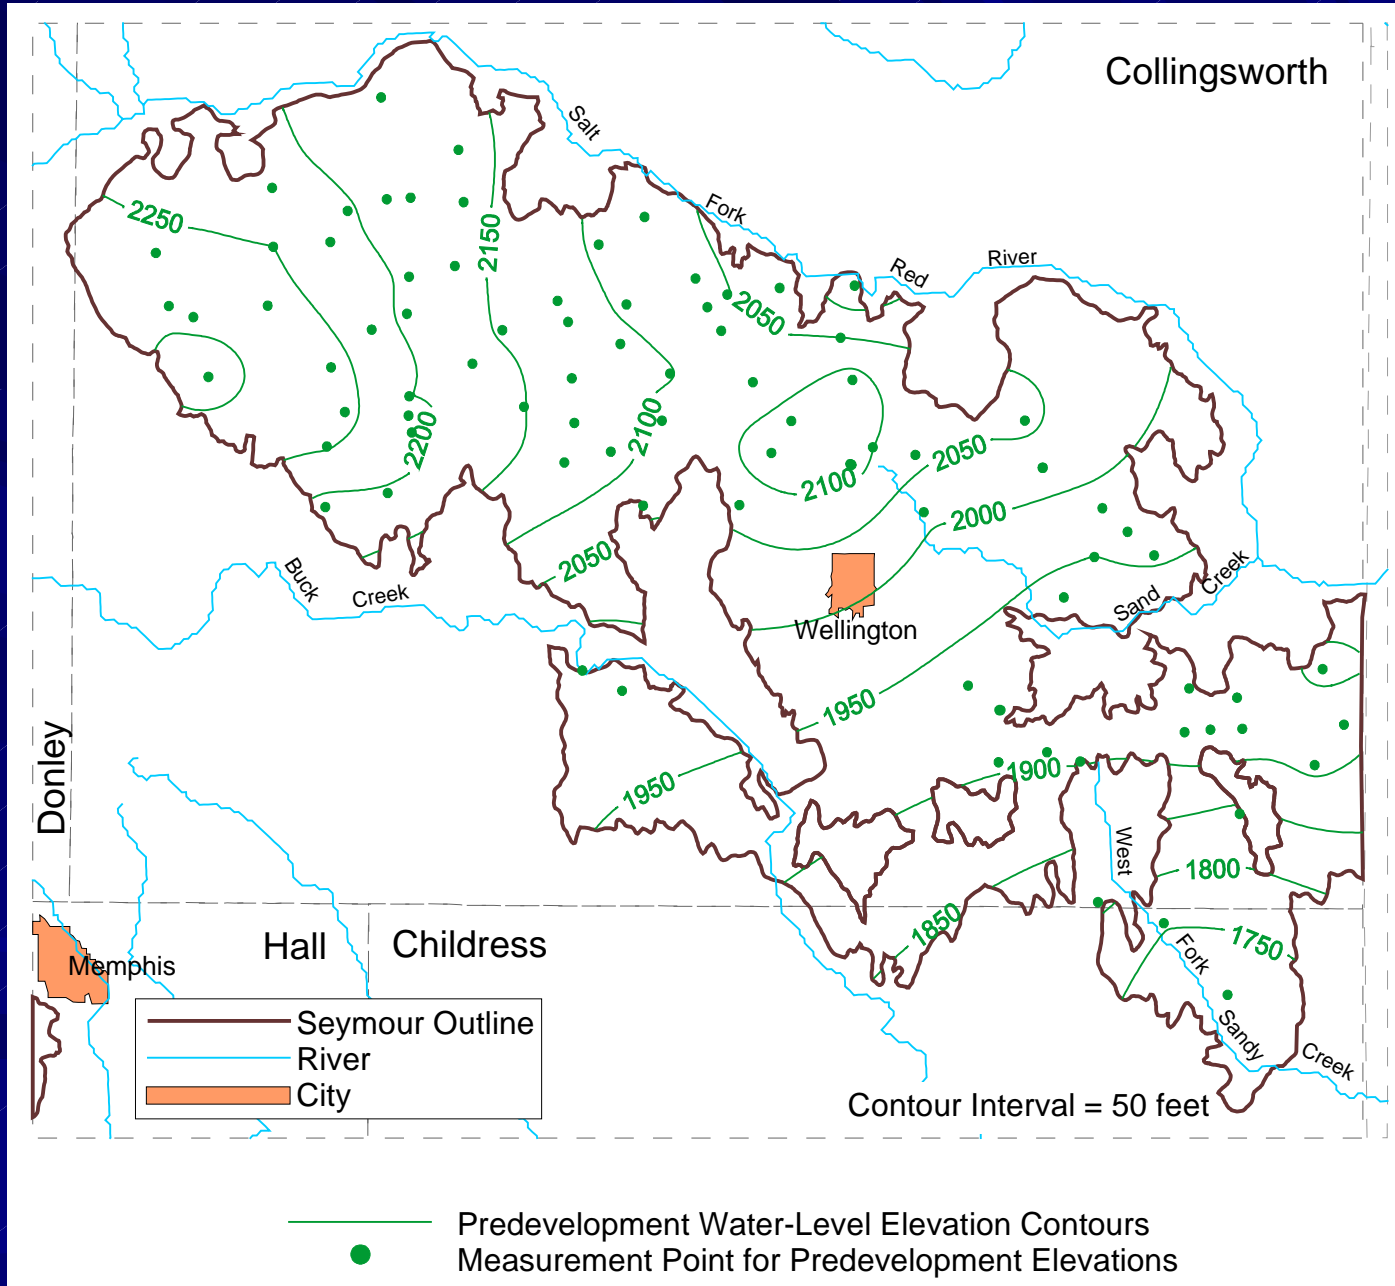 Collingsworth
Salt
Fork
Red
River
2250
2150
2050
2200
2100
2100
2050
2000
2050
Buck
Creek
Sand
Creek
Wellington
1950
1950
1900
Donley
West
1800
1850
1750
Fork
Sandy
Creek
Memphis
Hall
Childress
Seymour Outline
River
City
Contour Interval = 50 feet
Predevelopment Water-Level Elevation Contours
Measurement Point for Predevelopment Elevations